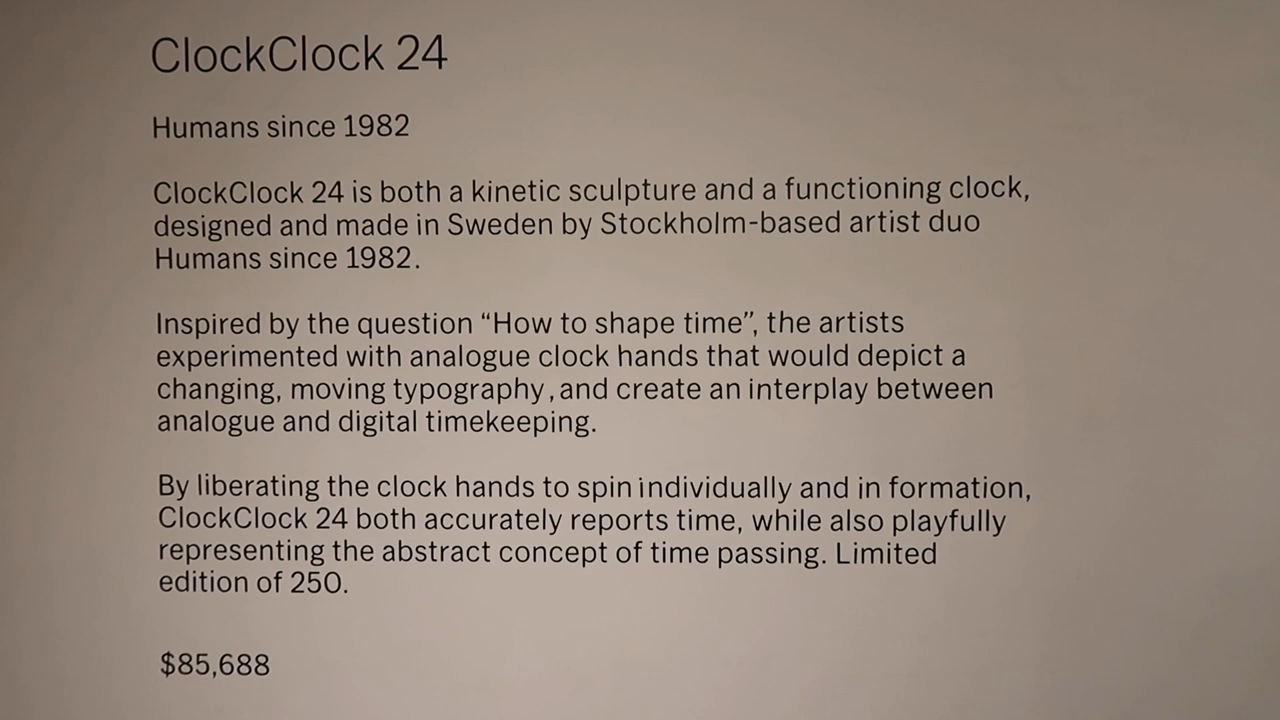 ClockClock 24
Humans since 1982
ClockClock 24 is both a kinetic sculpture and a functioning clock,
designed and made in Sweden by Stockholm-based artist duo
Humans since 1982.
Inspired by the question “How to shape time”, the artists
experimented with analogue clock hands that would depict a
changing, moving typography, and create an interplay between
analogue and digital timekeeping.
By liberating the clock hands to spin individually and in formation,
ClockClock 24 both accurately reports time, while also playfully
representing the abstract concept of time passing. Limited
edition of 250.
$85,688